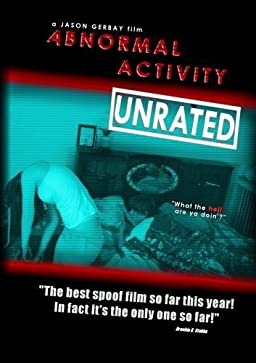 a JASON GERBAY film
ABNORMAL
ACTIVITY
UNRATED
"What the hell
are ya doin'?"
"The best spoof film so far this year!
In fact it's the only one so far!"